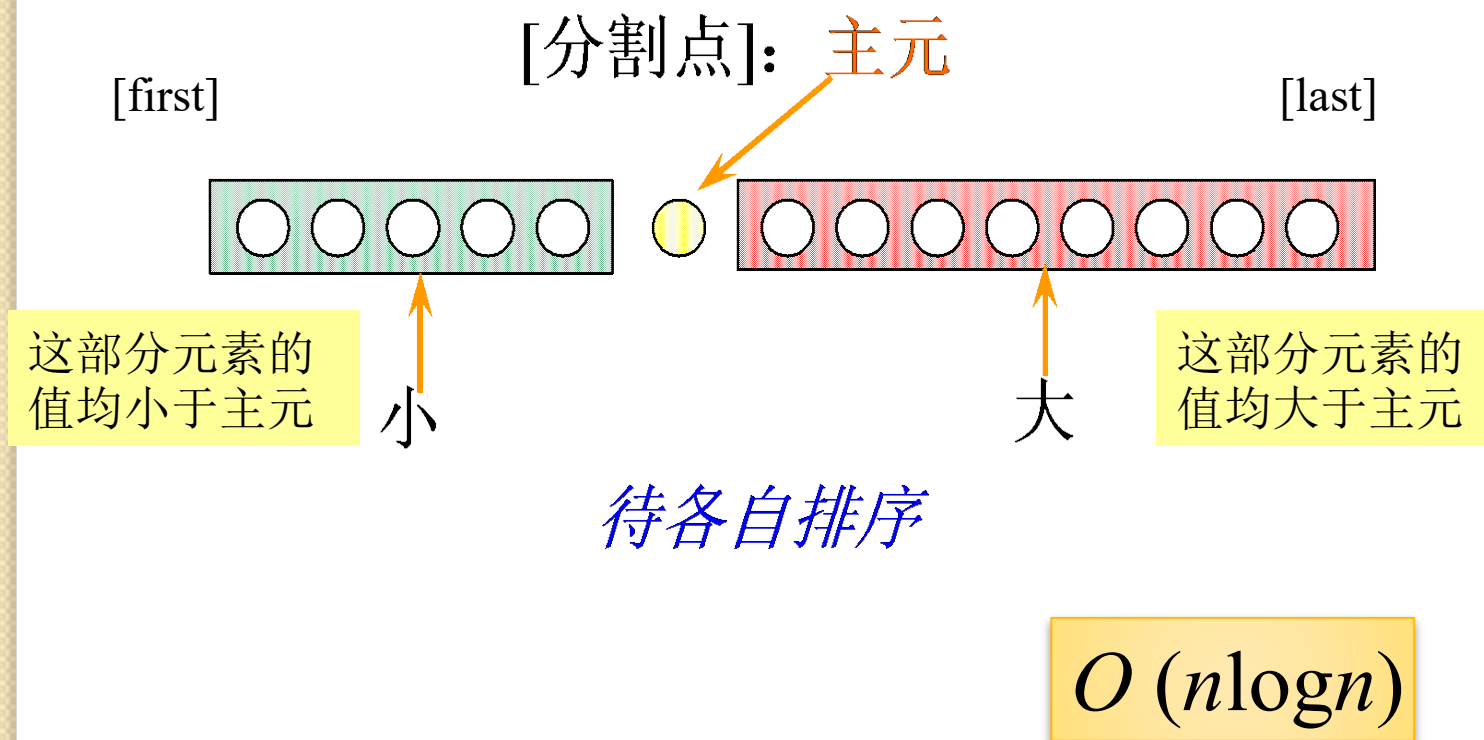 [分割点]：主元
[first]
[last]
这部分元素的
值均小于主元
小
大
这部分元素的
值均大于主元
待各自排序
O (nlogn)